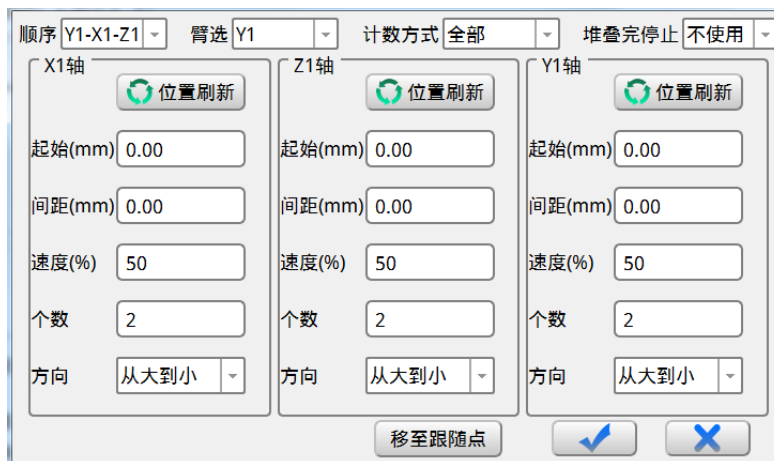 顺序 Y1-X1-Z1 臂选 Y1 计数方式 全部 堆叠完停止 不使用
X1轴 Z1轴 Y1轴
位置刷新 位置刷新 位置刷新
起始(mm) 0.00 起始(mm) 0.00 起始(mm) 0.00
间距(mm) 0.00 间距(mm) 0.00 间距(mm) 0.00
速度(%) 50 速度(%) 50 速度(%) 50
个数 2 个数 2 个数 2
方向 从大到小 方向 从大到小 方向 从大到小
移至跟随点